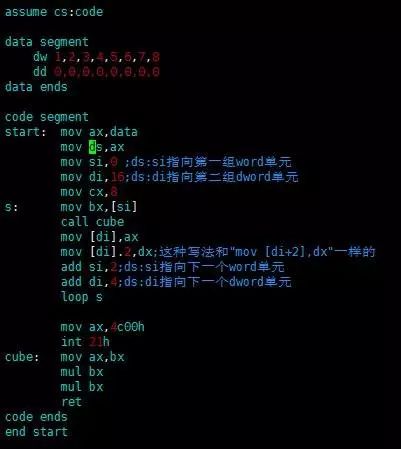 assume cs:code
data segment
dw 1,2,3,4,5,6,7,8
dd 0,0,0,0,0,0,0,0
data ends
code segment
start: mov ax,data
mov ds,ax
mov si,0 ;ds:si指向第一组word单元
mov di,16;ds:di指向第二组dword单元
mov cx,8
s: mov bx,[si]
call cube
mov [di],ax
mov [di].2,dx;这种写法和"mov [di+2],dx"一样的
add si,2;ds:si指向下一个word单元
add di,4;ds:di指向下一个dword单元
loop s
mov ax,4c00h
int 21h
cube: mov ax,bx
mul bx
mul bx
ret
code ends
end start